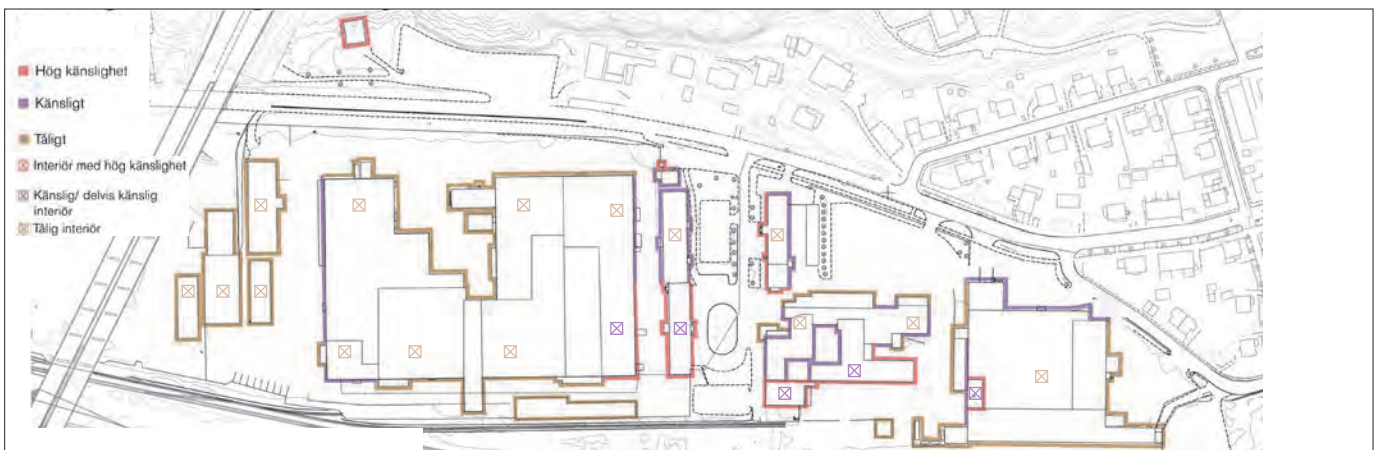 Hög känslighet
Känsligt
Tåligt
Interiör med hög känslighet
Känslig/ delvis känslig
interiör
Tålig interiör